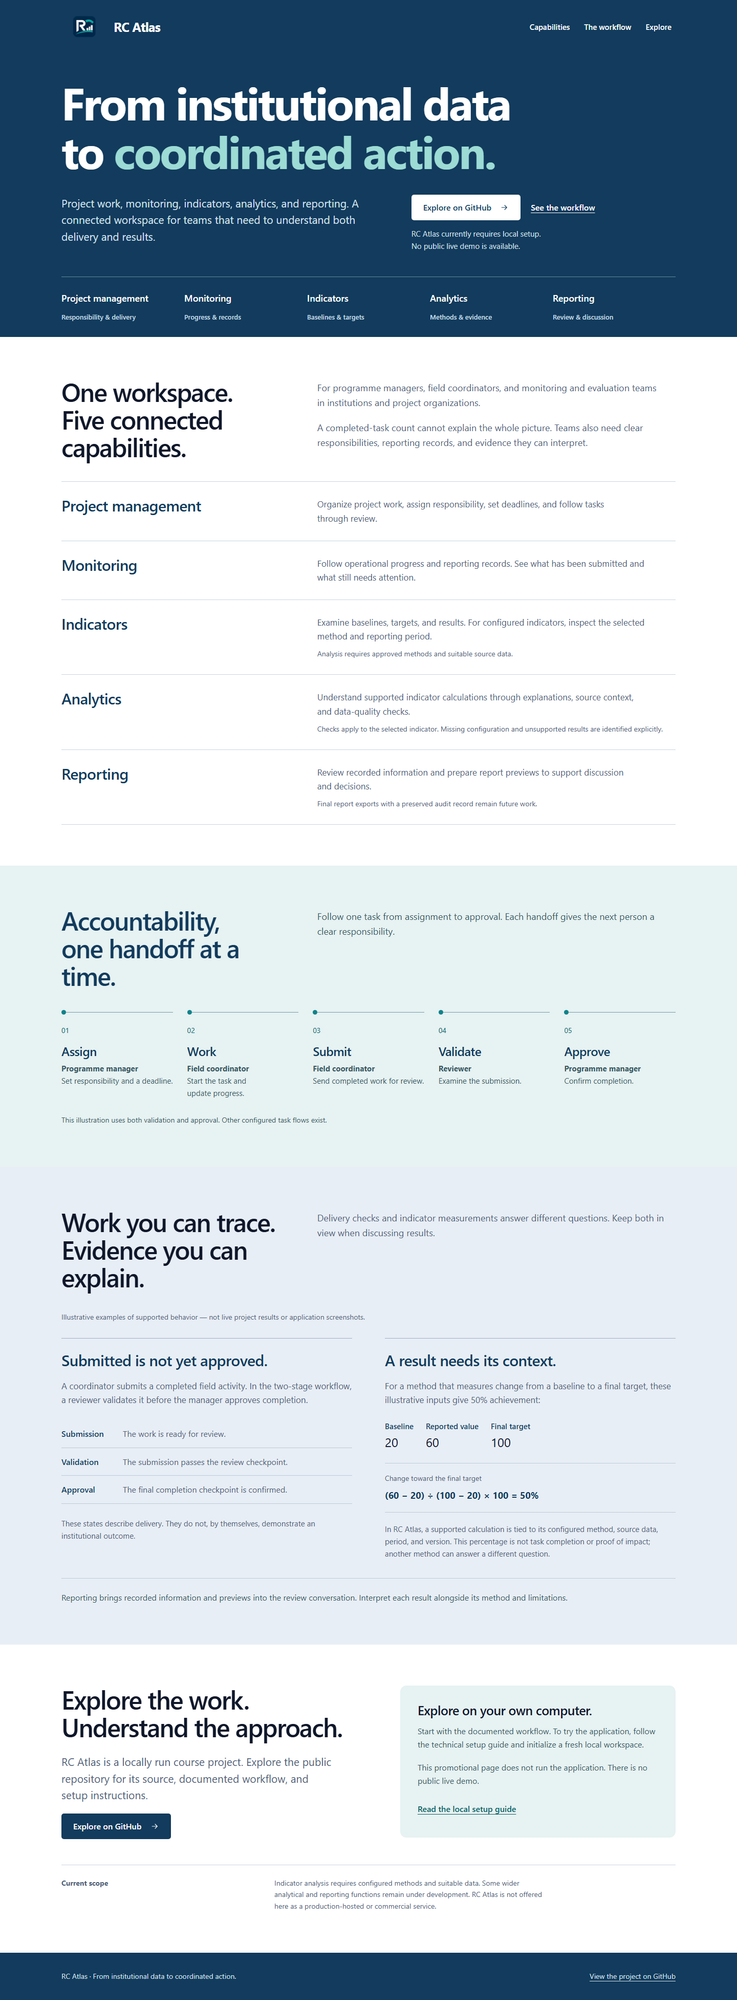 RC
RC Atlas
Capabilities
The workflow
Explore
From institutional data
to coordinated action.
Project work, monitoring, indicators, analytics, and reporting. A
connected workspace for teams that need to understand both
delivery and results.
Explore on GitHub →
See the workflow
RC Atlas currently requires local setup.
No public live demo is available.
Project management
Responsibility & delivery
Monitoring
Progress & records
Indicators
Baselines & targets
Analytics
Methods & evidence
Reporting
Review & discussion
One workspace.
Five connected
capabilities.
For programme managers, field coordinators, and monitoring and evaluation teams
in institutions and project organizations.
A completed-task count cannot explain the whole picture. Teams also need clear
responsibilities, reporting records, and evidence they can interpret.
Project management
Organize project work, assign responsibility, set deadlines, and follow tasks
through review.
Monitoring
Follow operational progress and reporting records. See what has been submitted and
what still needs attention.
Indicators
Examine baselines, targets, and results. For configured indicators, inspect the selected
method and reporting period.
Analysis requires approved methods and suitable source data.
Analytics
Understand supported indicator calculations through explanations, source context,
and data-quality checks.
Checks apply to the selected indicator. Missing configuration and unsupported results are identified explicitly.
Reporting
Review recorded information and prepare report previews to support discussion
and decisions.
Final report exports with a preserved audit record remain future work.
Accountability,
one handoff at a
time.
Follow one task from assignment to approval. Each handoff gives the next person a
clear responsibility.
01
Assign
Programme manager
Set responsibility and a deadline.
02
Work
Field coordinator
Start the task and
update progress.
03
Submit
Field coordinator
Send completed work for review.
04
Validate
Reviewer
Examine the submission.
05
Approve
Programme manager
Confirm completion.
This illustration uses both validation and approval. Other configured task flows exist.
Work you can trace.
Evidence you can
explain.
Delivery checks and indicator measurements answer different questions. Keep both in
view when discussing results.
Illustrative examples of supported behavior — not live project results or application screenshots.
Submitted is not yet approved.
A coordinator submits a completed field activity. In the two-stage workflow,
a reviewer validates it before the manager approves completion.
Submission The work is ready for review.
Validation The submission passes the review checkpoint.
Approval The final completion checkpoint is confirmed.
These states describe delivery. They do not, by themselves, demonstrate an
institutional outcome.
A result needs its context.
For a method that measures change from a baseline to a final target, these
illustrative inputs give 50% achievement:
Baseline Reported value Final target
20 60 100
Change toward the final target
(60 − 20) ÷ (100 − 20) × 100 = 50%
In RC Atlas, a supported calculation is tied to its configured method, source data,
period, and version. This percentage is not task completion or proof of impact;
another method can answer a different question.
Reporting brings recorded information and previews into the review conversation. Interpret each result alongside its method and limitations.
Explore the work.
Understand the approach.
RC Atlas is a locally run course project. Explore the public
repository for its source, documented workflow, and
setup instructions.
Explore on GitHub →
Explore on your own computer.
Start with the documented workflow. To try the application, follow
the technical setup guide and initialize a fresh local workspace.
This promotional page does not run the application. There is no
public live demo.
Read the local setup guide
Current scope
Indicator analysis requires configured methods and suitable data. Some wider
analytical and reporting functions remain under development. RC Atlas is not offered
here as a production-hosted or commercial service.
RC Atlas · From institutional data to coordinated action.
View the project on GitHub